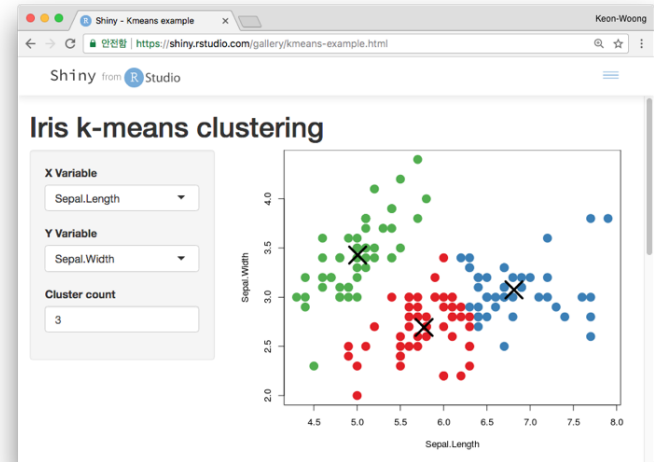 Shiny - Kmeans example
Keon-Woong
안전함 https://shiny.rstudio.com/gallery/kmeans-example.html
Shiny from R Studio
Iris k-means clustering
X Variable
Sepal.Length
Y Variable
Sepal.Width
Cluster count
3
Sepal.Width
4.0
3.5
3.0
2.5
2.0
4.5 5.0 5.5 6.0 6.5 7.0 7.5 8.0
Sepal.Length